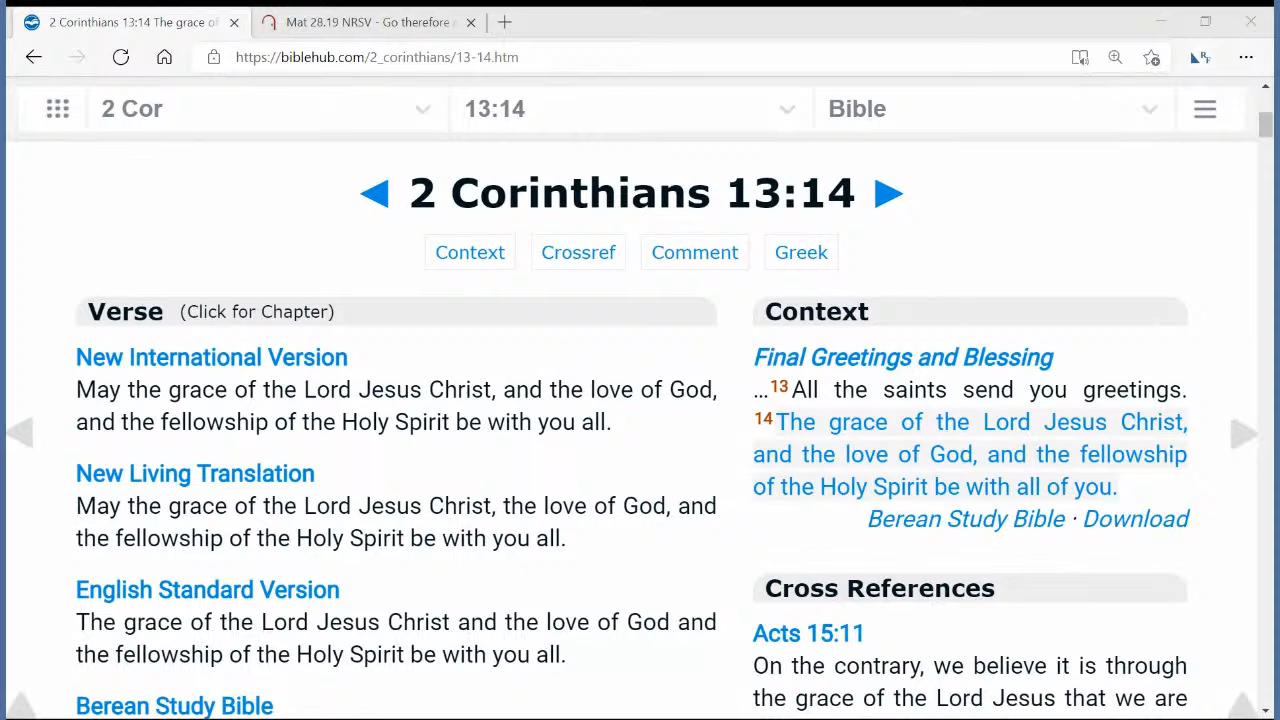 2 Corinthians 13:14 The grace of
Mat 28.19 NRSV - Go therefore a
https://biblehub.com/2_corinthians/13-14.htm
2 Cor
13:14
Bible
2 Corinthians 13:14
Context
Crossref
Comment
Greek
Verse (Click for Chapter)
New International Version
May the grace of the Lord Jesus Christ, and the love of God,
and the fellowship of the Holy Spirit be with you all.
New Living Translation
May the grace of the Lord Jesus Christ, the love of God, and
the fellowship of the Holy Spirit be with you all.
English Standard Version
The grace of the Lord Jesus Christ and the love of God and
the fellowship of the Holy Spirit be with you all.
Berean Study Bible
Context
Final Greetings and Blessing
…13All the saints send you greetings.
14The grace of the Lord Jesus Christ,
and the love of God, and the fellowship
of the Holy Spirit be with all of you.
Berean Study Bible · Download
Cross References
Acts 15:11
On the contrary, we believe it is through
the grace of the Lord Jesus that we are